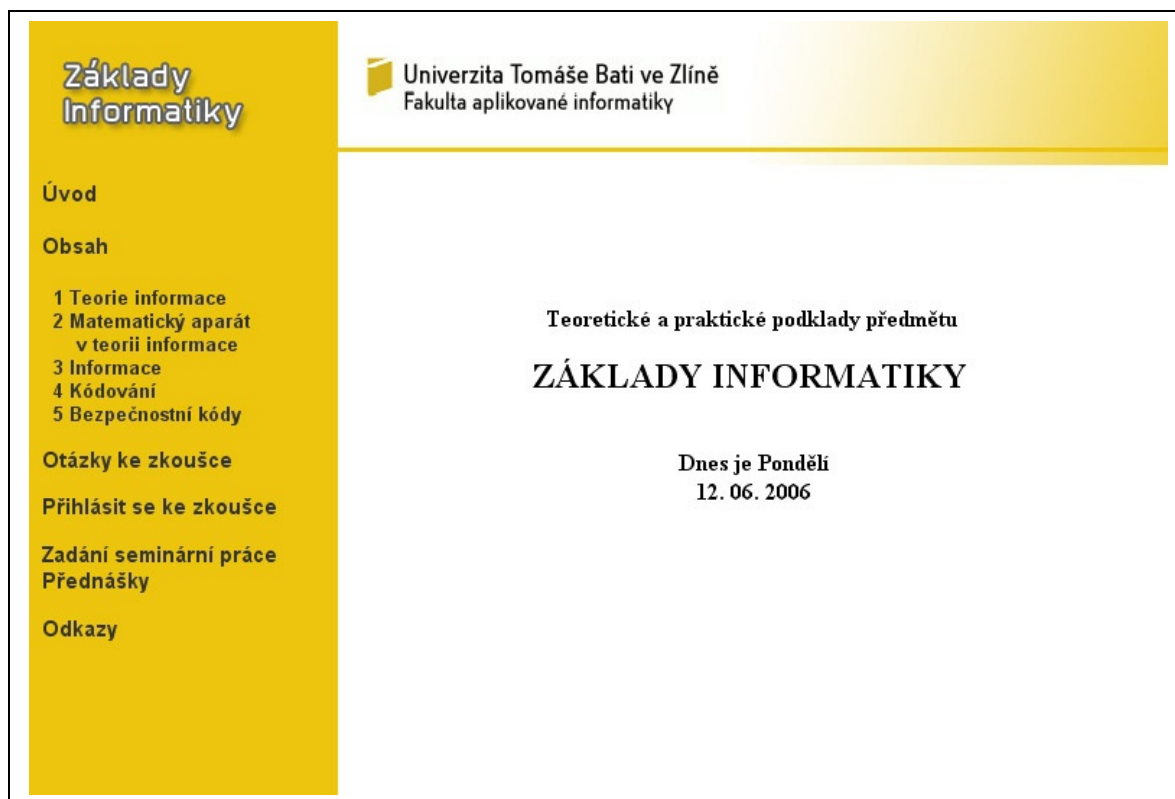 Základy
Informatiky
Univerzita Tomáše Bati ve Zlíně
Fakulta aplikované informatiky
Úvod
Obsah
1 Teorie informace
2 Matematický aparát
v teorii informace
3 Informace
4 Kódování
5 Bezpečnostní kódy
Otázky ke zkoušce
Přihlásit se ke zkoušce
Zadání seminární práce
Přednášky
Odkazy
Teoretické a praktické podklady předmětu
ZÁKLADY INFORMATIKY
Dnes je Pondělí
12. 06. 2006